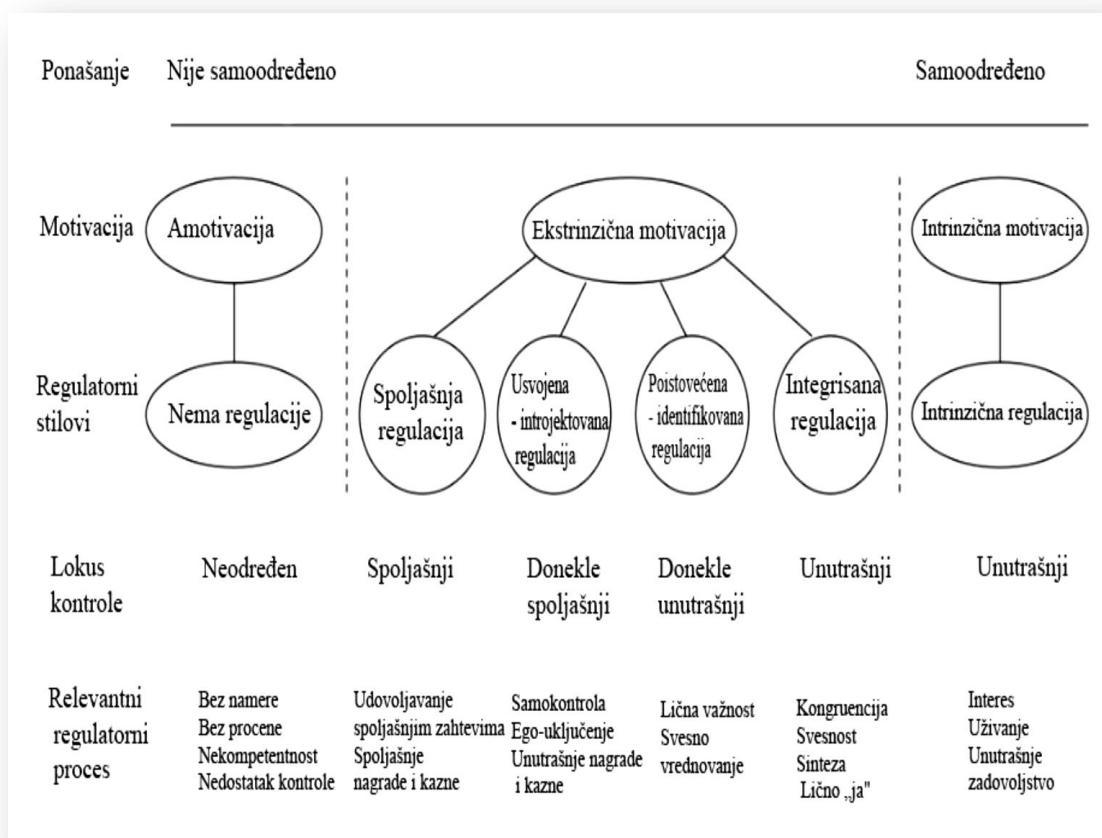 Ponašanje
Nije samoodređeno
Samoodređeno
Motivacija
Amotivacija
Ekstrinzična motivacija
Intrinzična motivacija
Regulatorni
stilovi
Nema regulacije
Spoljašnja
regulacija
Usvojena
- introjektovana
regulacija
Poistovećena
- identifikovana
regulacija
Integrisana
regulacija
Intrinzična regulacija
Lokus
kontrole
Neodređen
Spoljašnji
Donekle
spoljašnji
Donekle
unutrašnji
Unutrašnji
Unutrašnji
Relevantni
regulatorni
proces
Bez namere
Bez procene
Nekompetentnost
Nedostatak kontrole
Udovoljavanje
spoljašnjim zahtevima
Spoljašnje
nagrade i kazne
Samokontrola
Ego-uključenje
Unutrašnje nagrade
i kazne
Lična važnost
Svesno
vrednovanje
Kongruencija
Svesnost
Sinteza
Lično „ja"
Interes
Uživanje
Unutrašnje
zadovoljstvo